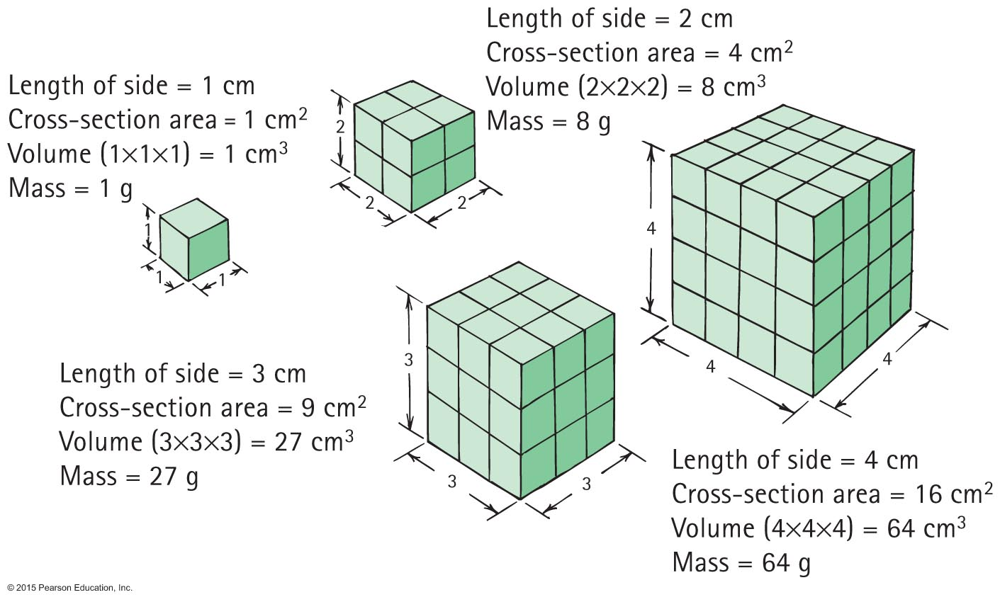 Length of side = 1 cm
Cross-section area = 1 cm²
Volume (1×1×1) = 1 cm³
Mass = 1 g
1
1
1
Length of side = 2 cm
Cross-section area = 4 cm²
Volume (2×2×2) = 8 cm³
Mass = 8 g
2
2
2
Length of side = 3 cm
Cross-section area = 9 cm²
Volume (3×3×3) = 27 cm³
Mass = 27 g
3
3
3
4
4
4
Length of side = 4 cm
Cross-section area = 16 cm²
Volume (4×4×4) = 64 cm³
Mass = 64 g
© 2015 Pearson Education, Inc.